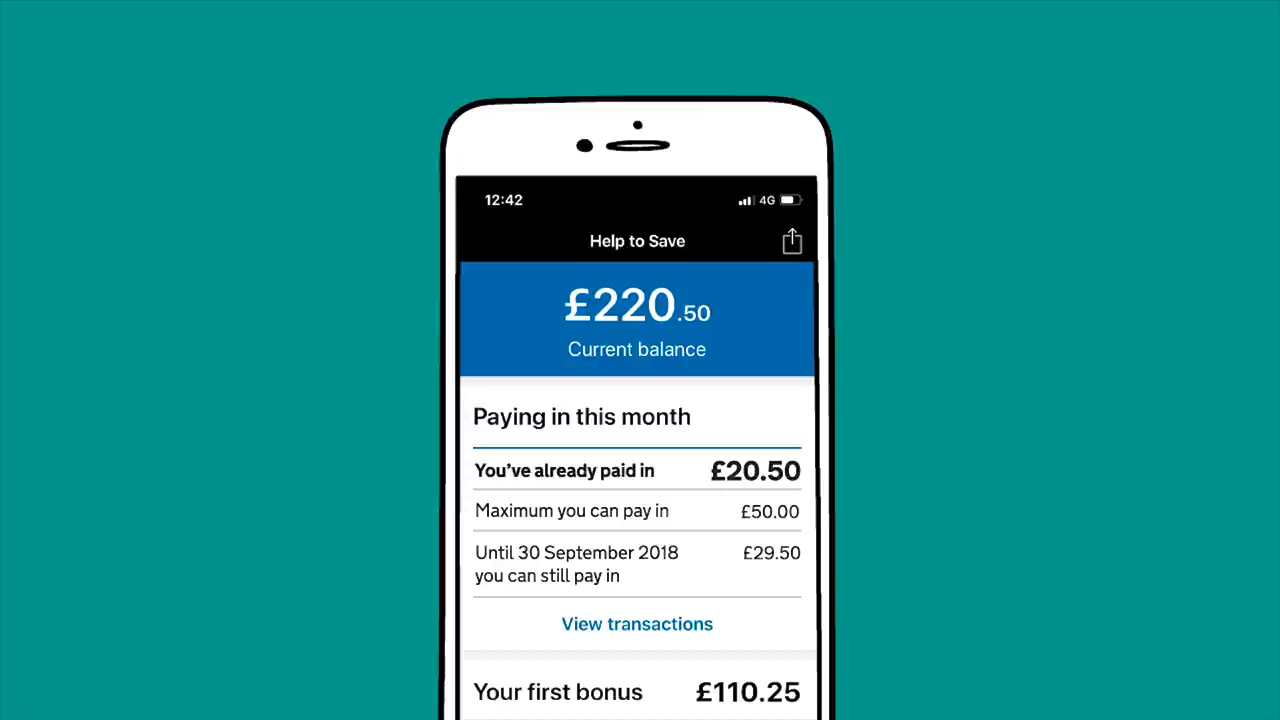 12:42 4G
Help to Save
£220.50
Current balance
Paying in this month
You've already paid in £20.50
Maximum you can pay in £50.00
Until 30 September 2018 £29.50
you can still pay in
View transactions
Your first bonus £110.25